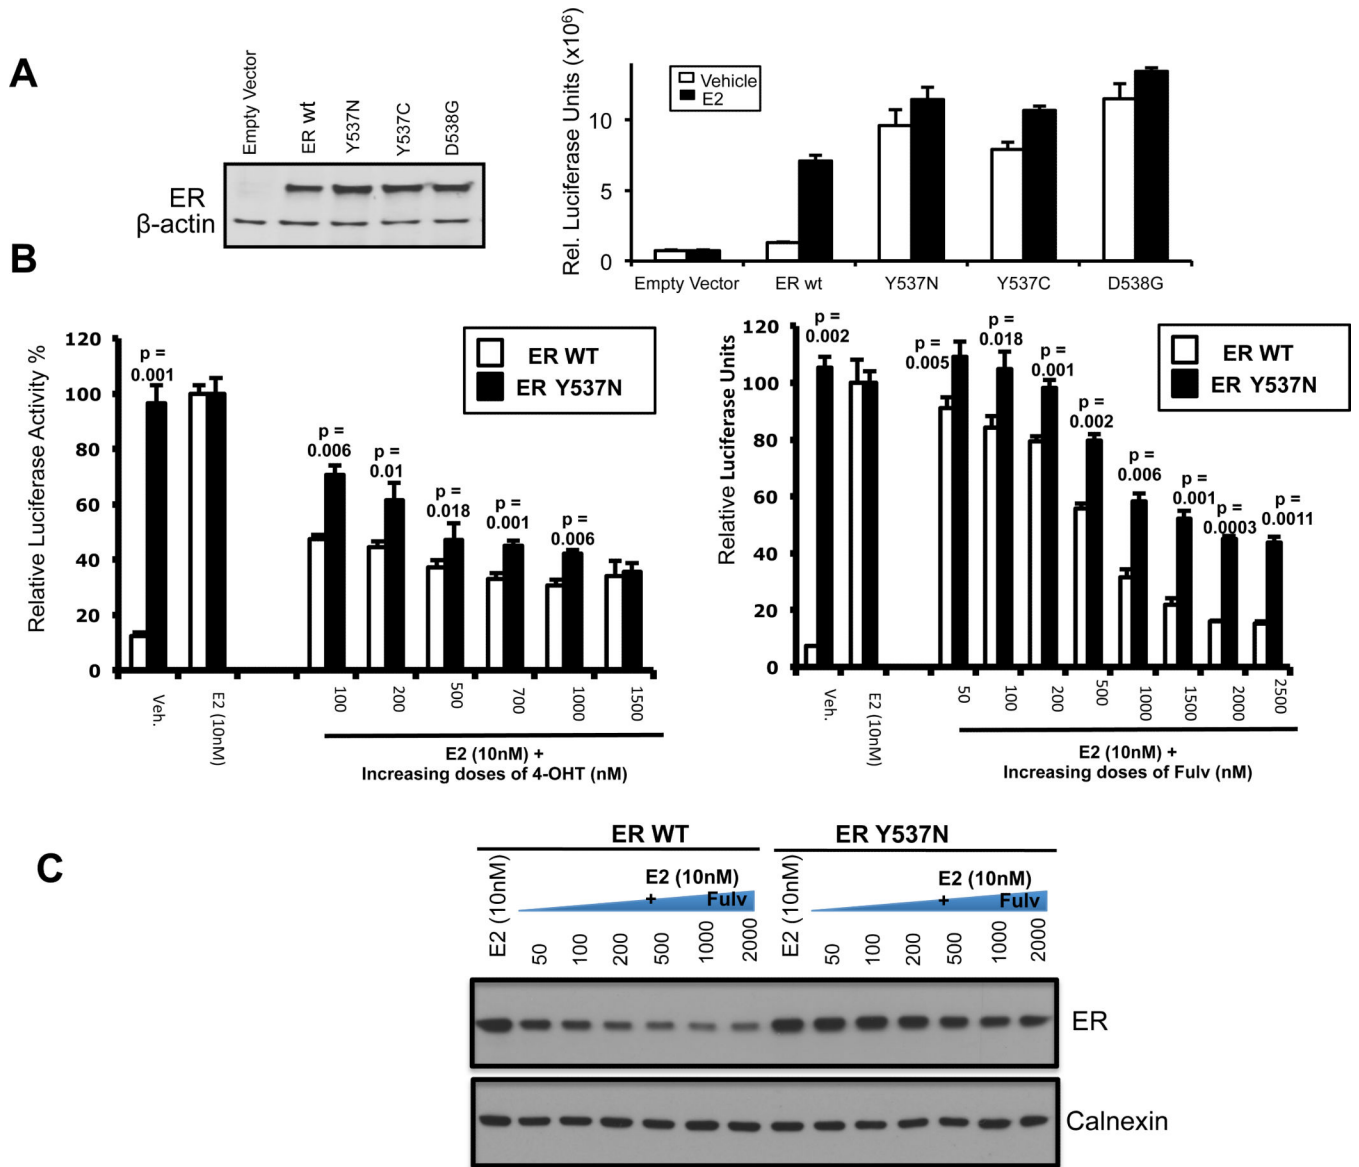 A
Empty Vector
ER wt
Y537N
Y537C
D538G
ER
β-actin
Rel. Luciferase Units (x10⁶)
10
5
0
Vehicle
E2
Empty Vector
ER wt
Y537N
Y537C
D538G
B
Relative Luciferase Activity %
120
100
80
60
40
20
0
p =
0.001
p =
0.006
p =
0.01
p =
0.018
p =
0.001
p =
0.006
ER WT
ER Y537N
Veh.
E2 (10nM)
100
200
500
700
1000
1500
E2 (10nM) +
Increasing doses of 4-OHT (nM)
Relative Luciferase Units
120
100
80
60
40
20
0
p =
0.002
p =
0.005
p =
0.018
p =
0.001
p =
0.002
p =
0.006
p =
0.001
p =
0.0003
p =
0.0011
ER WT
ER Y537N
Veh.
E2 (10nM)
50
100
200
500
1000
1500
2000
2500
E2 (10nM) +
Increasing doses of Fulv (nM)
C
ER WT
ER Y537N
E2 (10nM)
E2 (10nM)
+
Fulv
50
100
200
500
1000
2000
E2 (10nM)
E2 (10nM)
+
Fulv
50
100
200
500
1000
2000
ER
Calnexin